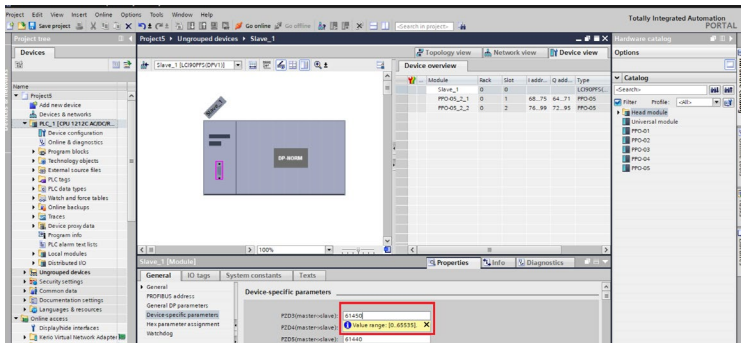 Project Edit View Insert Online Options Tools Window Help
Totally Integrated Automation
PORTAL
Save project Go online Go offline <Search in project>
Project tree
Project5 Ungrouped devices Slave_1
Hardware catalog
Devices
Topology view Network view Device view
Options
Slave_1 [LCI90PFS(DPV1)]
Device overview
Name
... Module Rack Slot I addr... Q add... Type
Catalog
Slave_1 0 0 LCI90PFS(...
<Search>
PPO-05_2_1 0 1 68...75 64...71 PPO-05
PPO-05_2_2 0 2 76...99 72...95 PPO-05
Filter Profile: <All>
Project5
Add new device
Devices & networks
PLC_1 [CPU 1212C AC/DC/R...
Device configuration
Online & diagnostics
Program blocks
Technology objects
External source files
PLC tags
PLC data types
Watch and force tables
Online backups
Traces
Device proxy data
Program info
PLC alarm text lists
Local modules
Distributed I/O
Ungrouped devices
Security settings
Common data
Documentation settings
Languages & resources
Online access
Display/hide interfaces
Kerio Virtual Network Adapter
Slave_1
DP-NORM
100%
Head module
Universal module
PPO-01
PPO-02
PPO-03
PPO-04
PPO-05
Slave_1 [Module]
Properties Info Diagnostics
General IO tags System constants Texts
General
PROFIBUS address
General DP parameters
Device-specific parameters
Hex parameter assignment
Watchdog
Device-specific parameters
PZD3(master->slave): 61450
PZD4(master->slave): Value range: [0..65535].
PZD5(master->slave): 61440